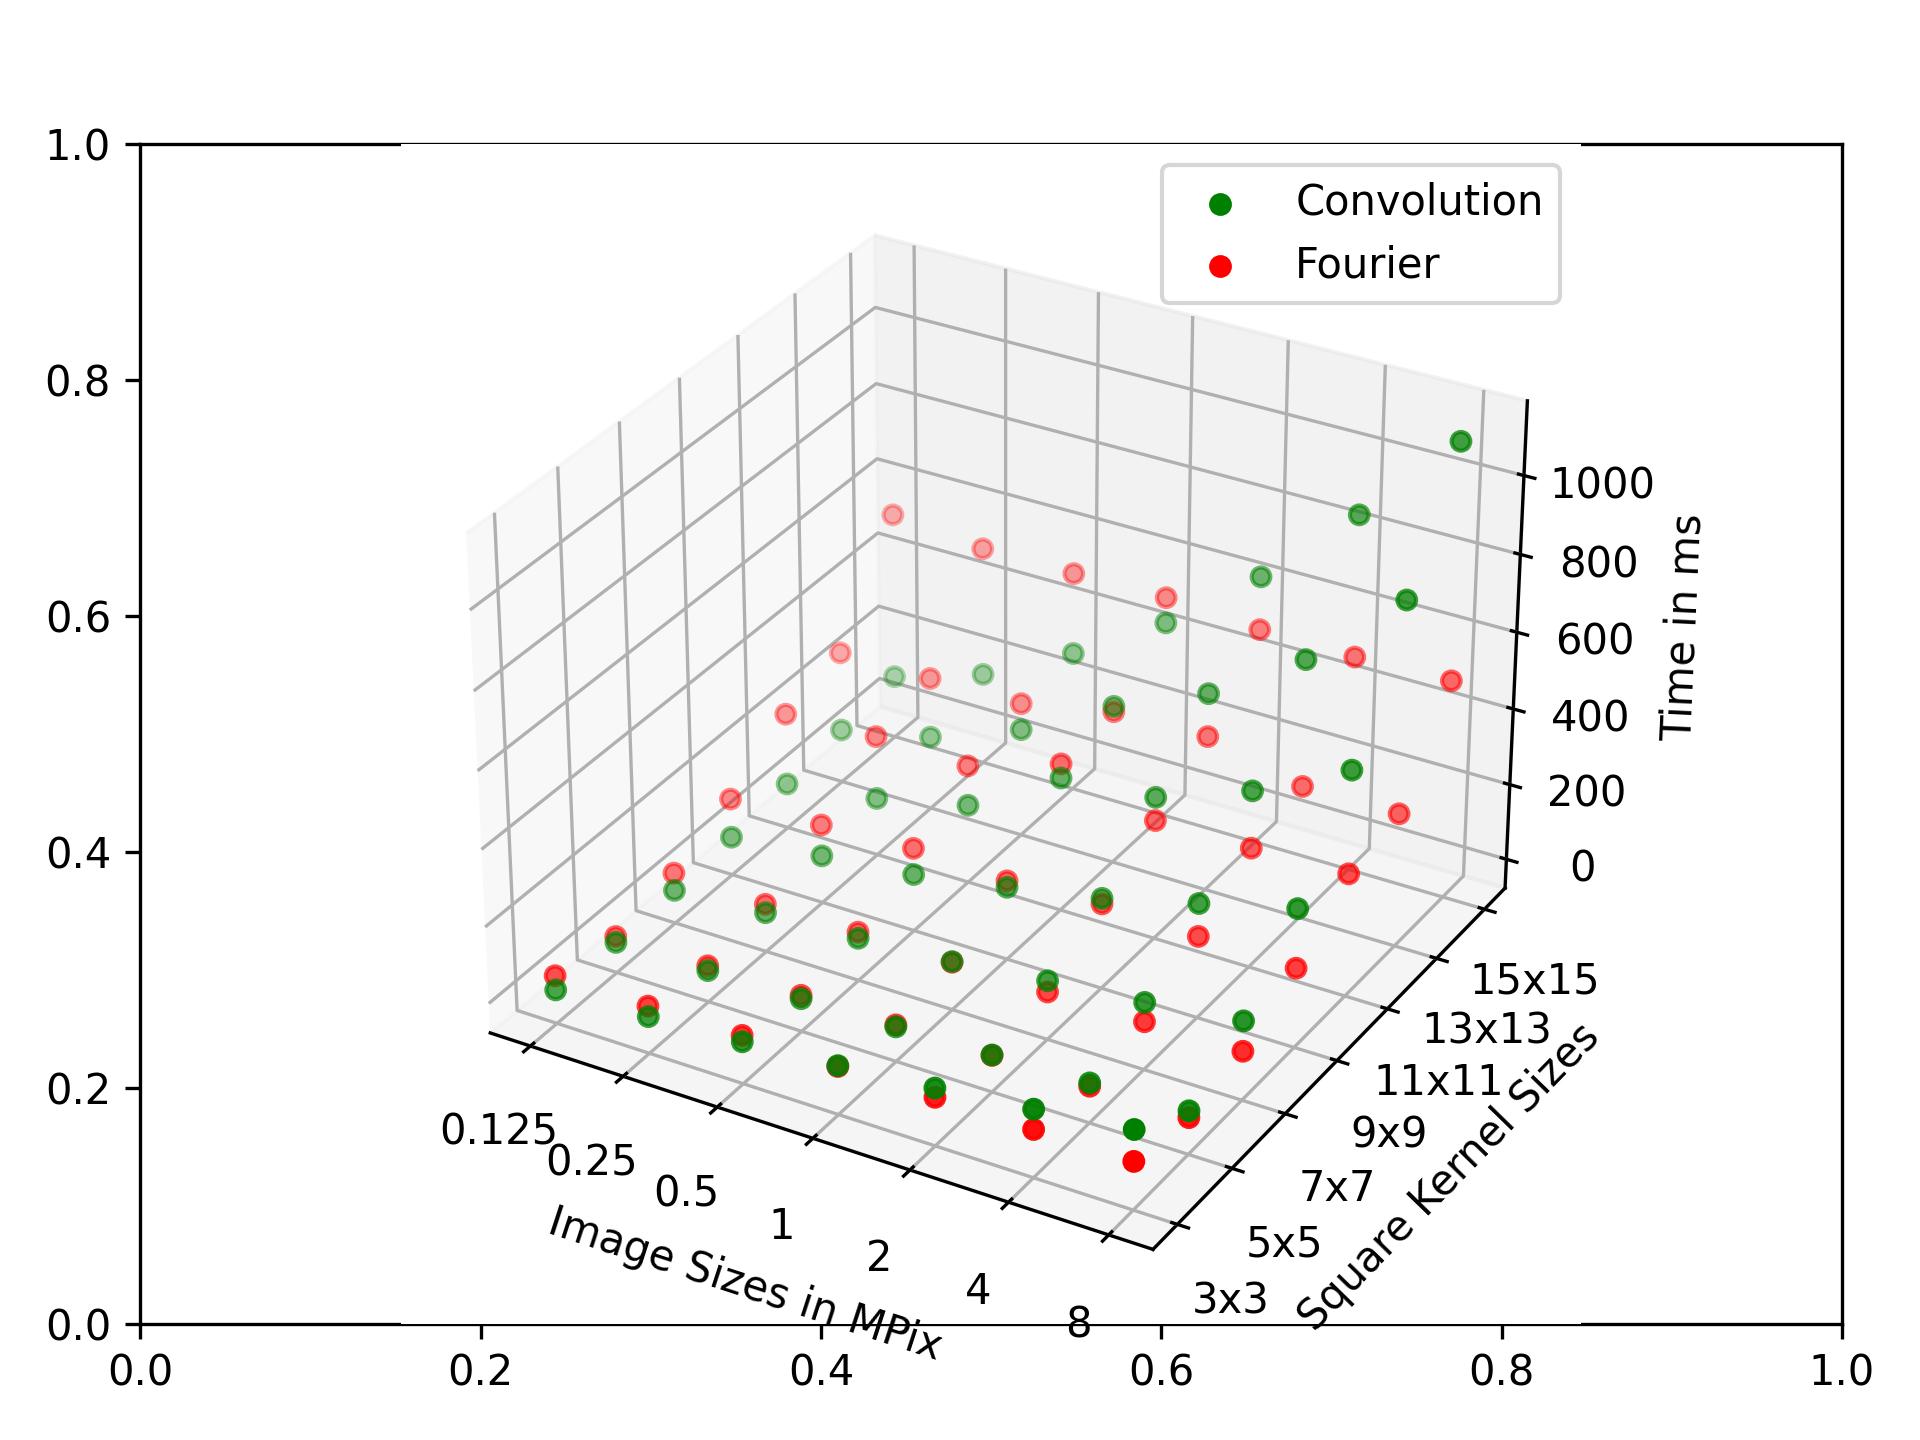 1.0
0.8
0.6
0.4
0.2
0.0
0.0
0.2
0.4
0.6
0.8
1.0
Convolution
Fourier
1000
800
600
400
200
0
Time in ms
15x15
13x13
11x11
9x9
7x7
5x5
3x3
Square Kernel Sizes
0.125
0.25
0.5
1
2
4
8
Image Sizes in MPix